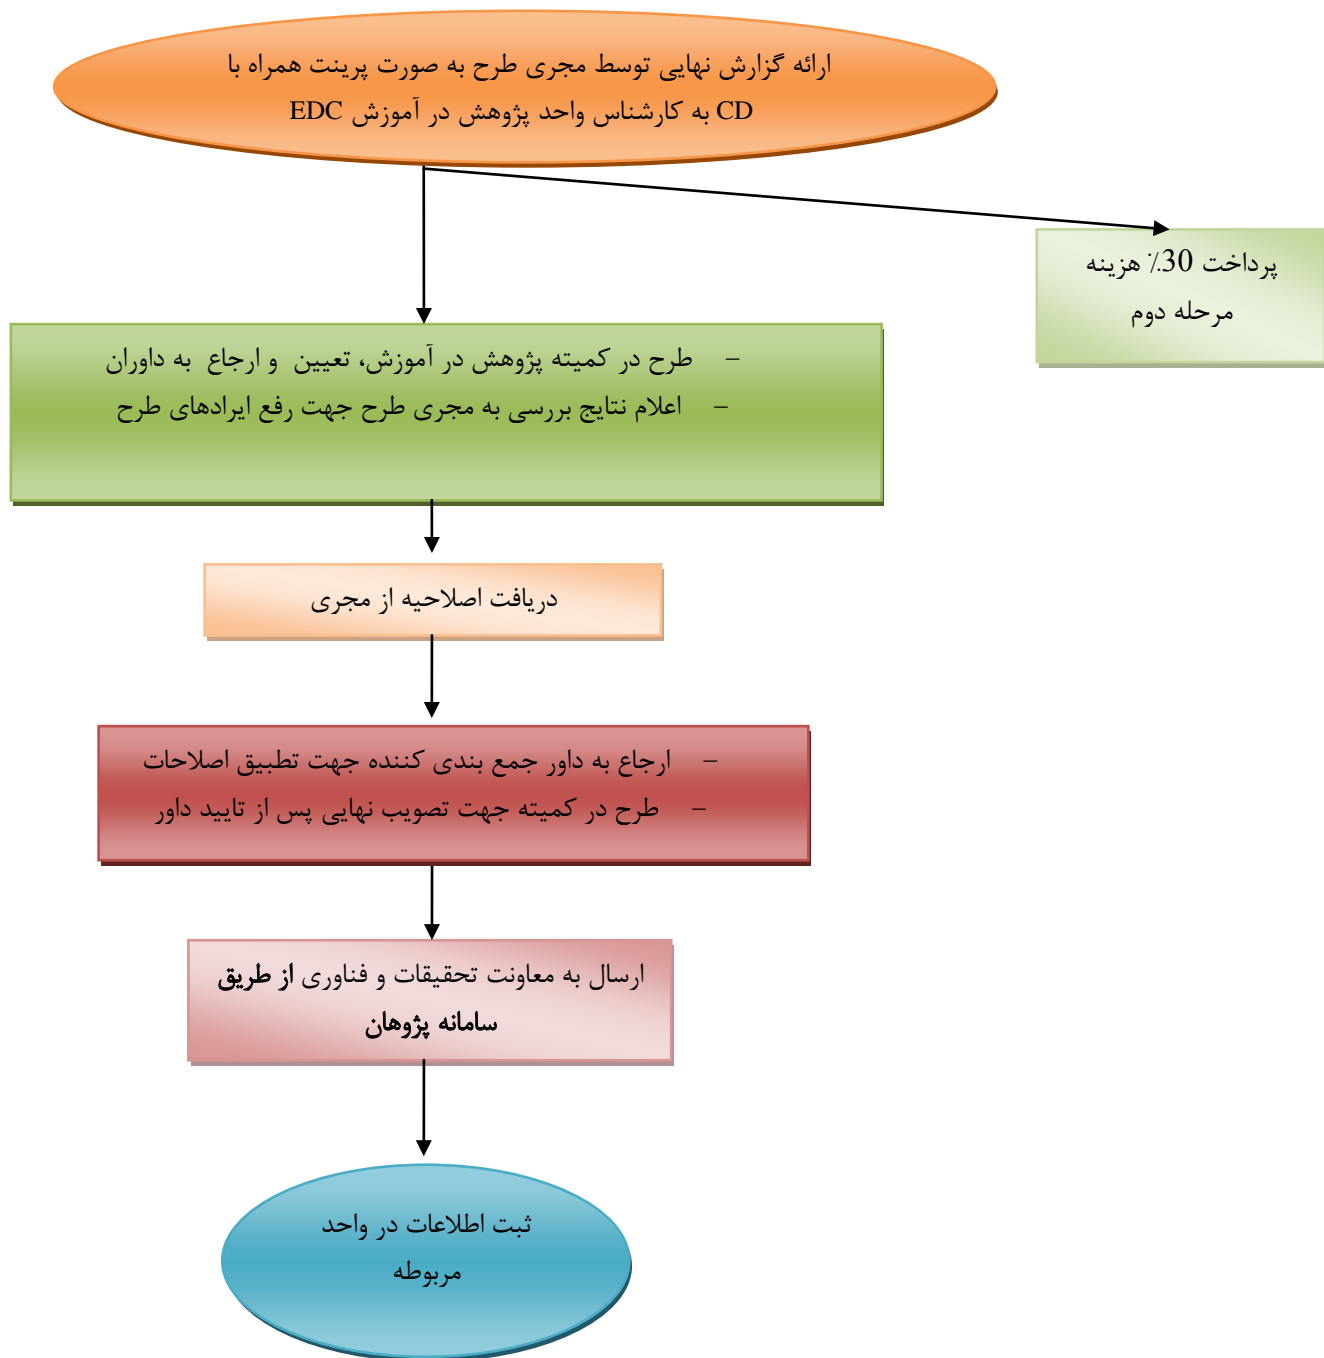 ارائه گزارش نهایی توسط مجری طرح به صورت پرینت همراه با
CD به کارشناس واحد پژوهش در آموزش EDC
پرداخت 30٪ هزینه
مرحله دوم
– طرح در کمیته پژوهش در آموزش، تعیین و ارجاع به داوران
– اعلام نتایج بررسی به مجری طرح جهت رفع ایرادهای طرح
دریافت اصلاحیه از مجری
– ارجاع به داور جمع بندی کننده جهت تطبیق اصلاحات
– طرح در کمیته جهت تصویب نهایی پس از تایید داور
ارسال به معاونت تحقیقات و فناوری از طریق
سامانه پژوهان
ثبت اطلاعات در واحد
مربوطه